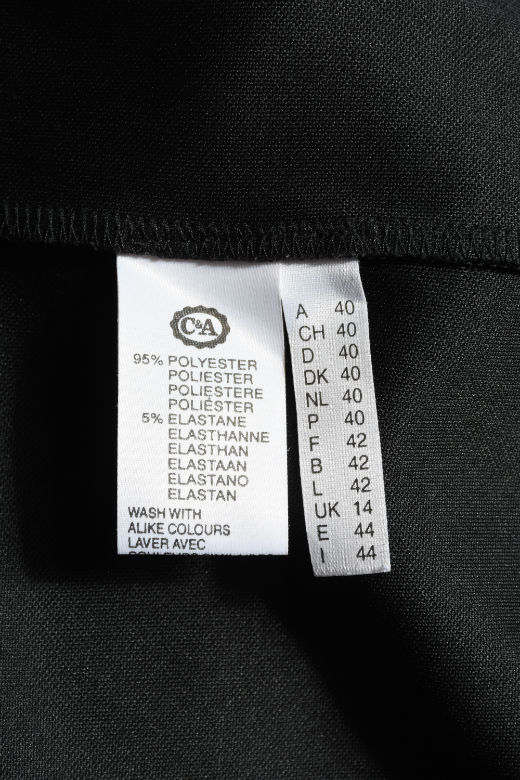 C&A
95% POLYESTER
POLIESTER
POLIESTERE
POLIÉSTER
5% ELASTANE
ELASTHANNE
ELASTHAN
ELASTAAN
ELASTANO
ELASTAN
WASH WITH
ALIKE COLOURS
LAVER AVEC
A 40
CH 40
D 40
DK 40
NL 40
P 40
F 42
B 42
L 42
UK 14
E 44
I 44